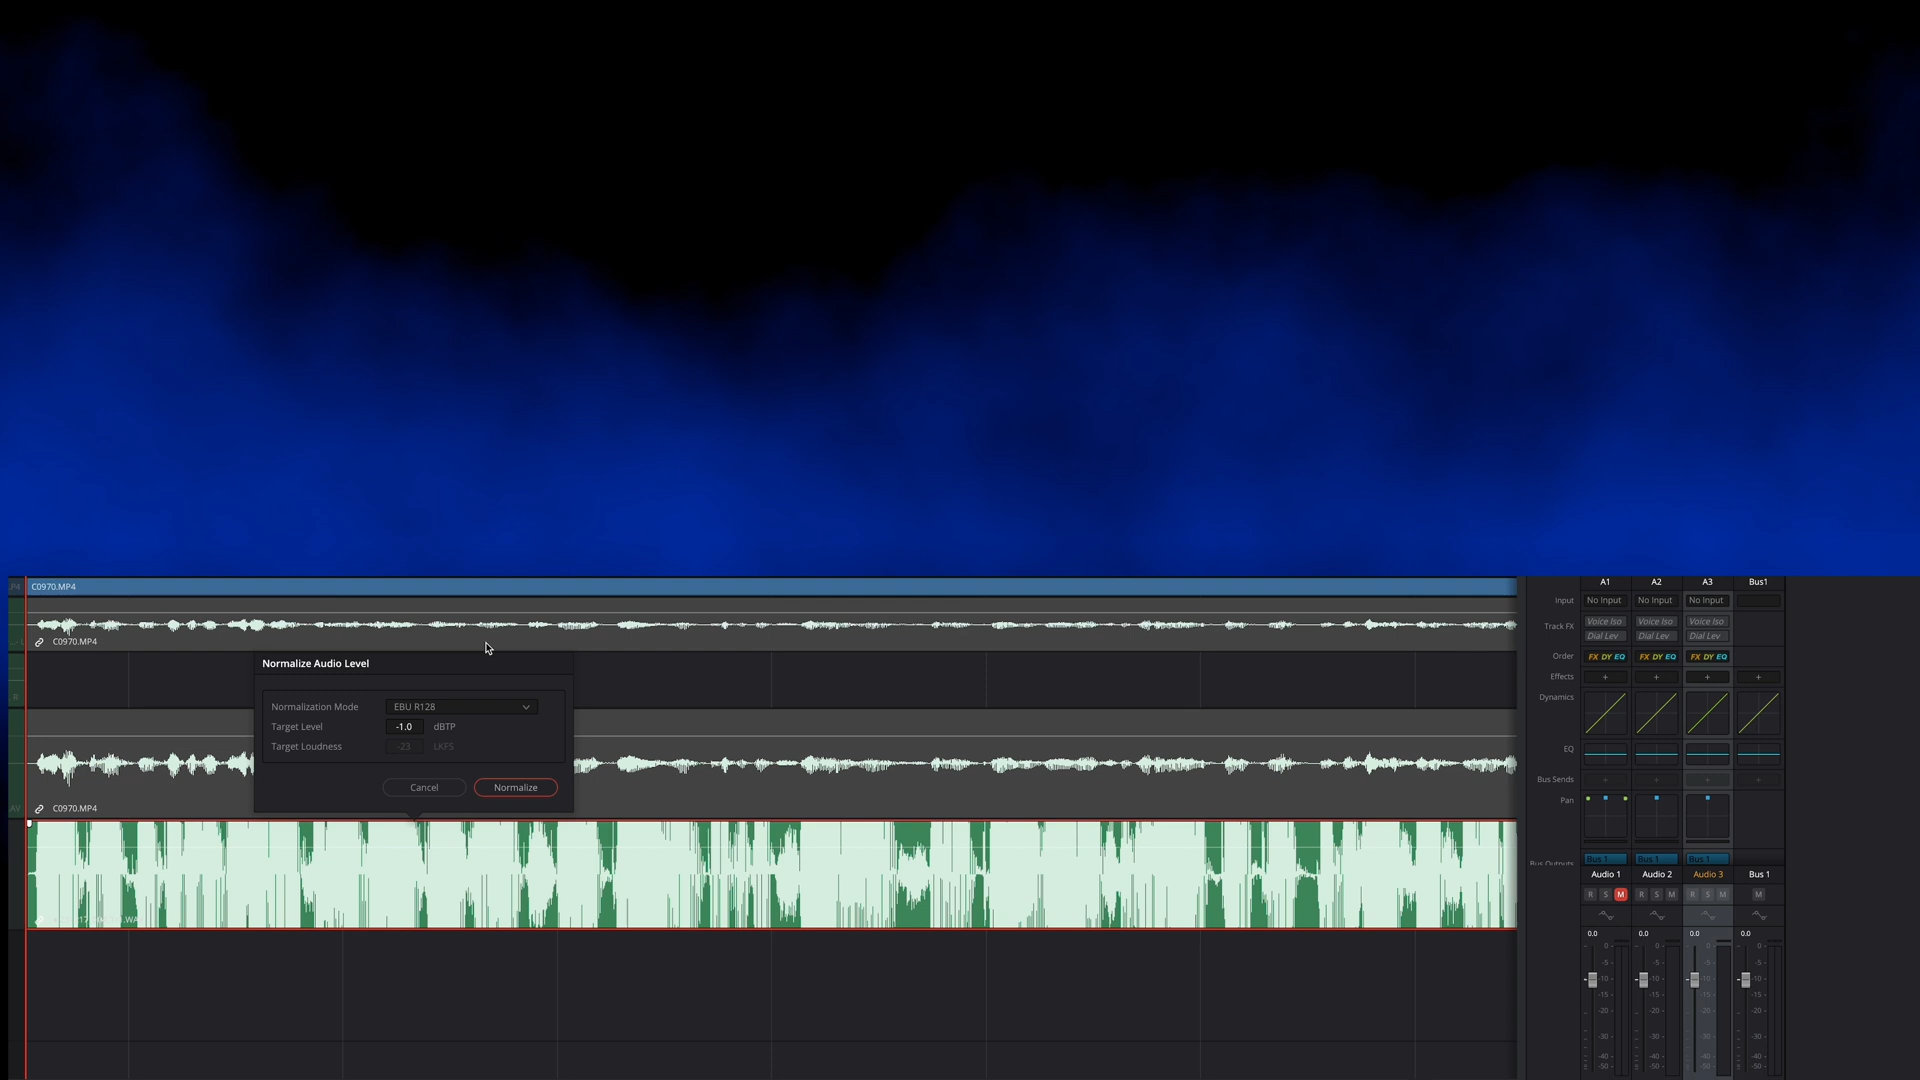 C0970.MP4
C0970.MP4
Normalize Audio Level
Normalization Mode EBU R128
Target Level -1.0 dBTP
Target Loudness -23 LKFS
Cancel Normalize
C0970.MP4
A1 A2 A3 Bus1
Input No Input No Input No Input
Track FX Voice Iso Voice Iso Voice Iso
Dial Lev Dial Lev Dial Lev
Order FX DY EQ FX DY EQ FX DY EQ
Effects + + + +
Dynamics
EQ
Bus Sends + + + +
Pan
Bus Outputs Bus 1 Bus 1 Bus 1
Audio 1 Audio 2 Audio 3 Bus 1
R S M R S M R S M M
0.0 0.0 0.0 0.0
0 0 0 0
-5 -5 -5 -5
-10 -10 -10 -10
-15 -15 -15 -15
-20 -20 -20 -20
-30 -30 -30 -30
-40 -40 -40 -40
-50 -50 -50 -50